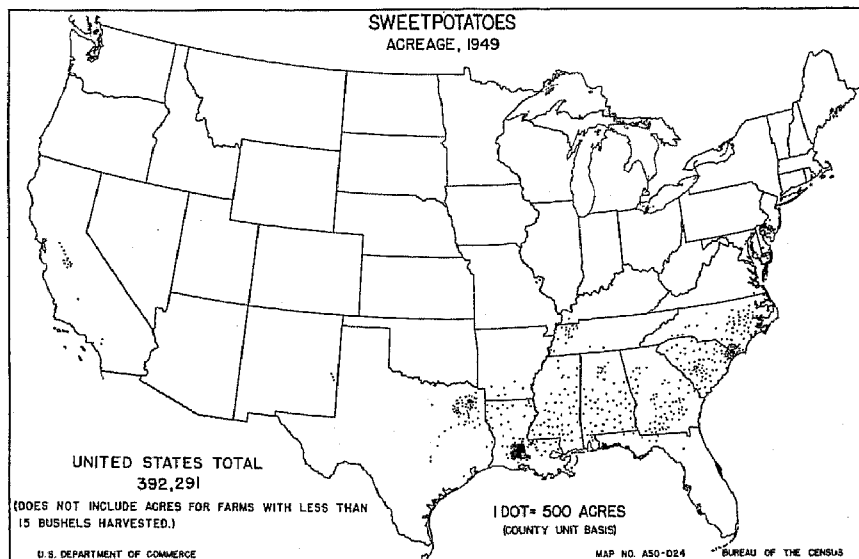 SWEETPOTATOES
ACREAGE, 1949
UNITED STATES TOTAL
392,291
(DOES NOT INCLUDE ACRES FOR FARMS WITH LESS THAN
15 BUSHELS HARVESTED.)
1 DOT = 500 ACRES
(COUNTY UNIT BASIS)
U.S. DEPARTMENT OF COMMERCE
MAP NO. A50-D24
BUREAU OF THE CENSUS